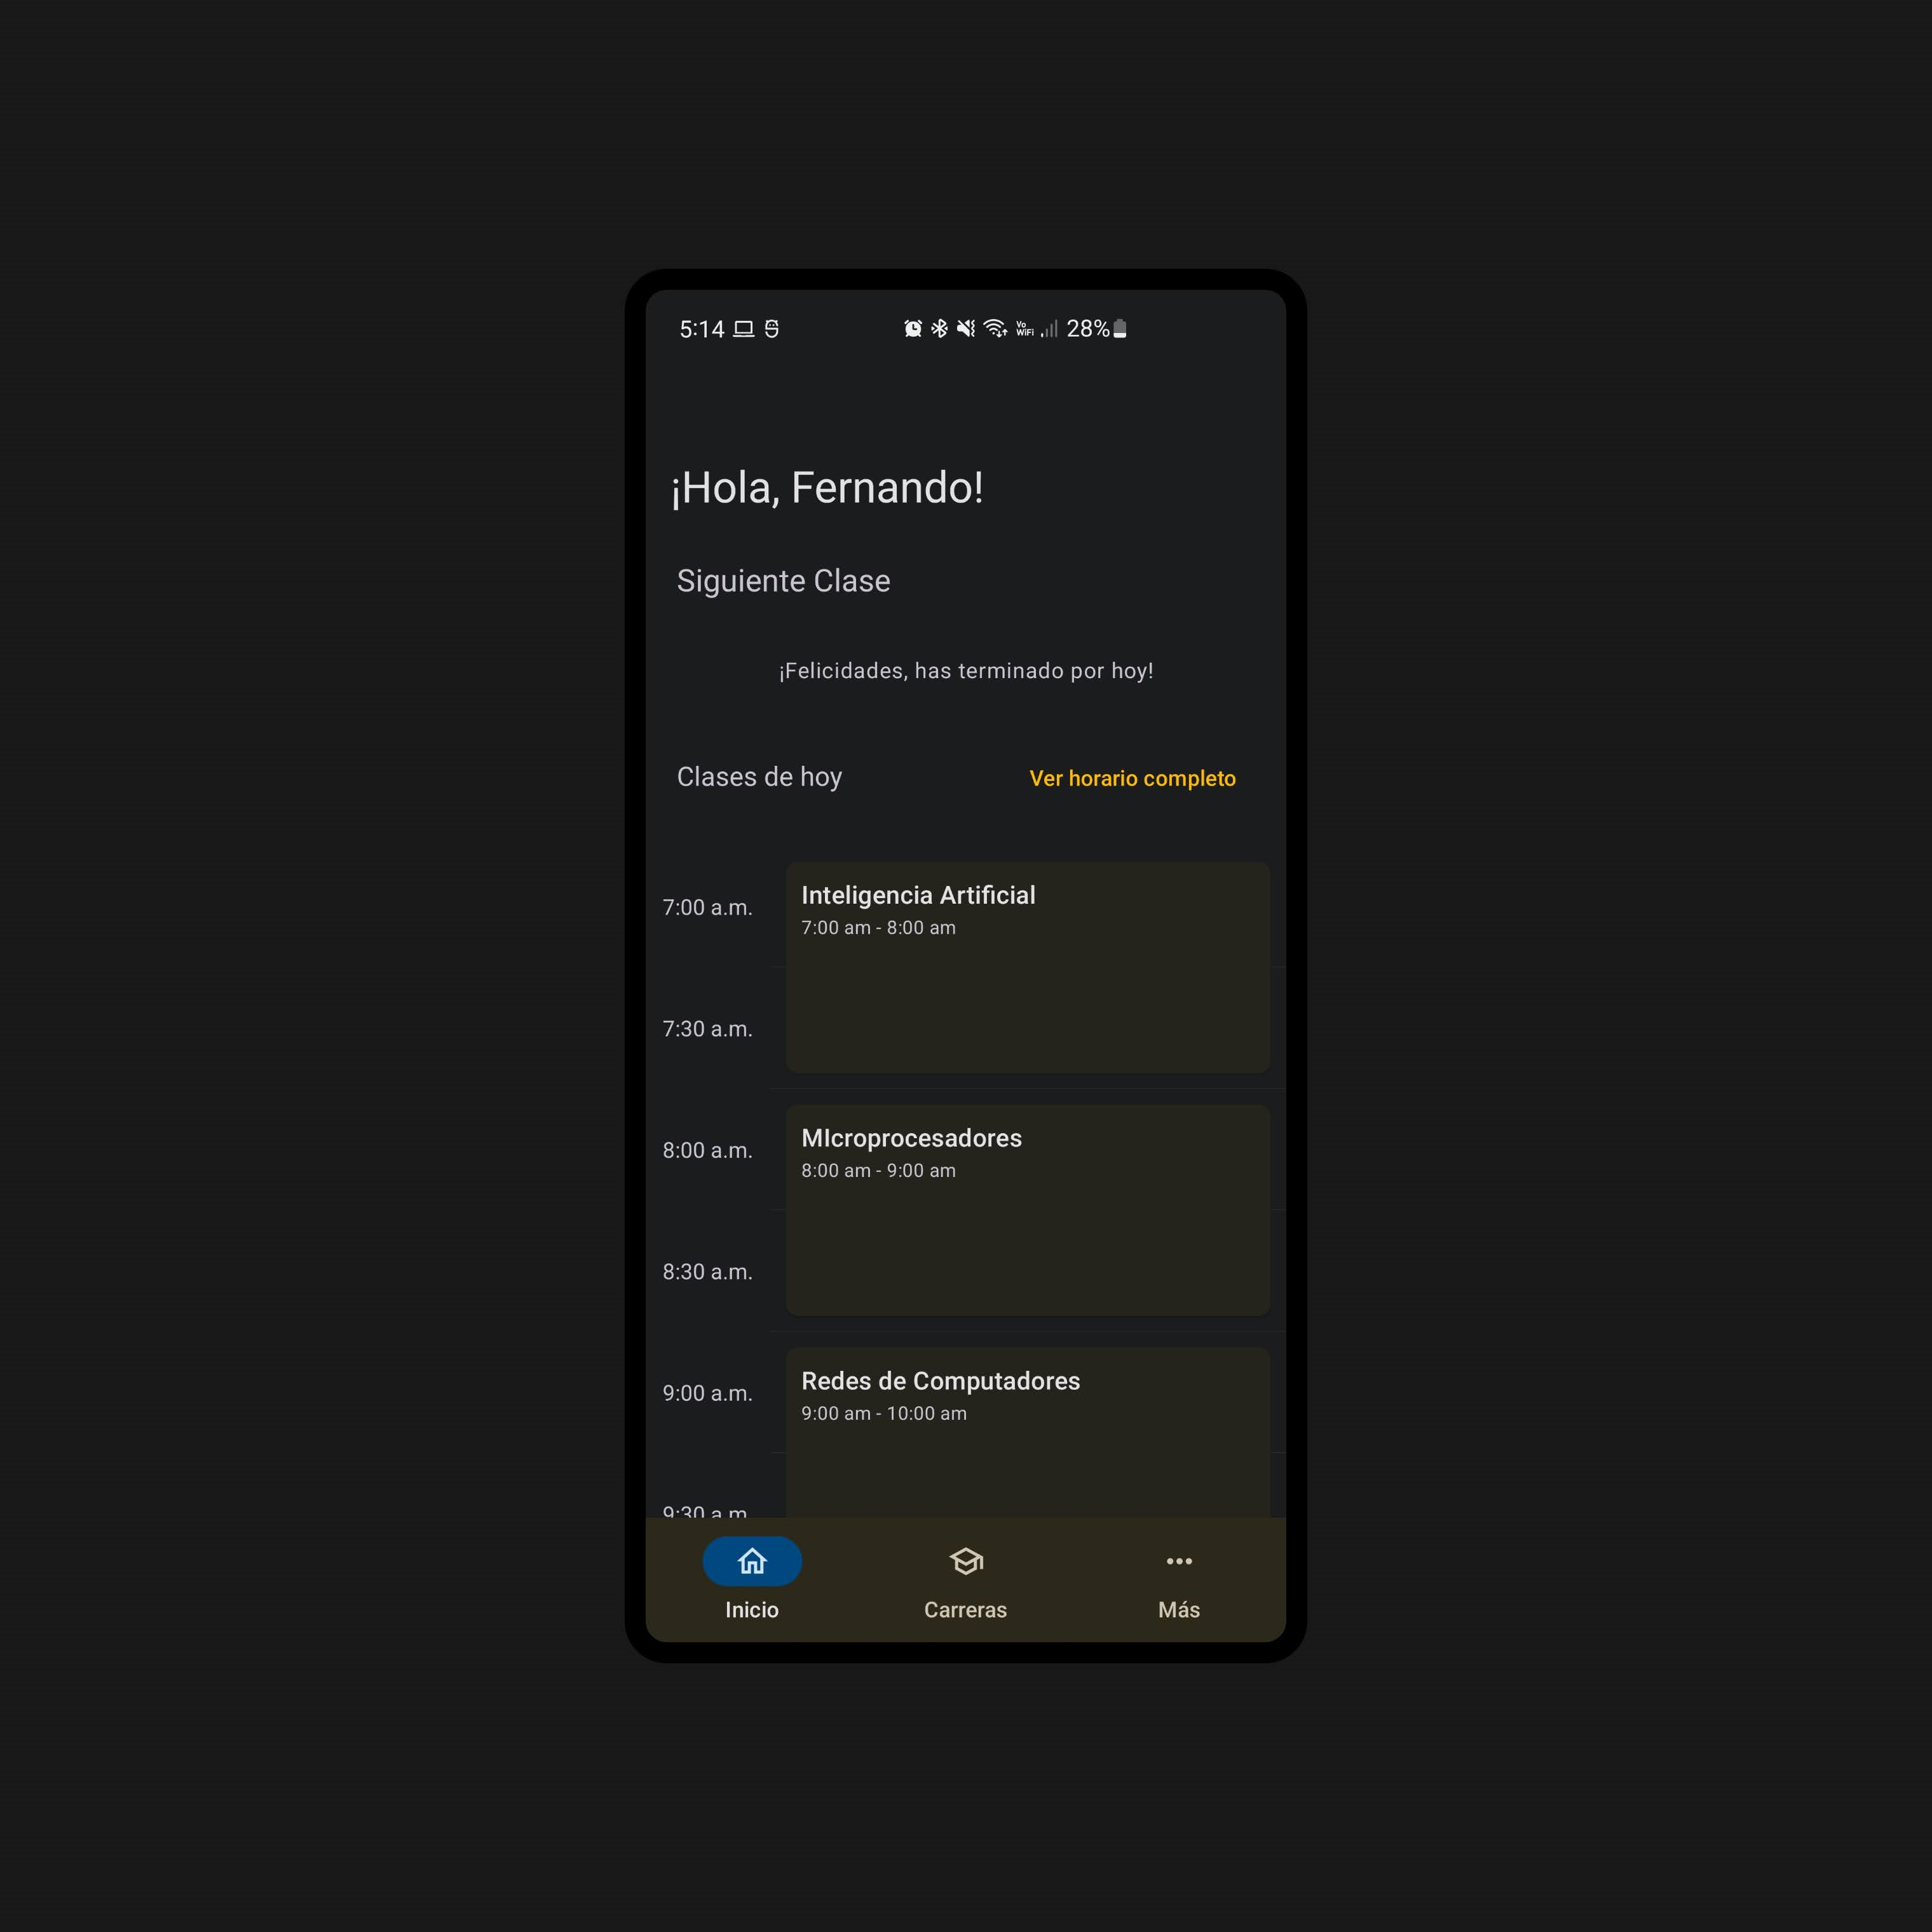 5:14 Vo WiFi 28%
¡Hola, Fernando!
Siguiente Clase
¡Felicidades, has terminado por hoy!
Clases de hoy Ver horario completo
7:00 a.m.
Inteligencia Artificial
7:00 am - 8:00 am
7:30 a.m.
8:00 a.m.
MIcroprocesadores
8:00 am - 9:00 am
8:30 a.m.
9:00 a.m.
Redes de Computadores
9:00 am - 10:00 am
9:30 a.m.
Inicio Carreras Más